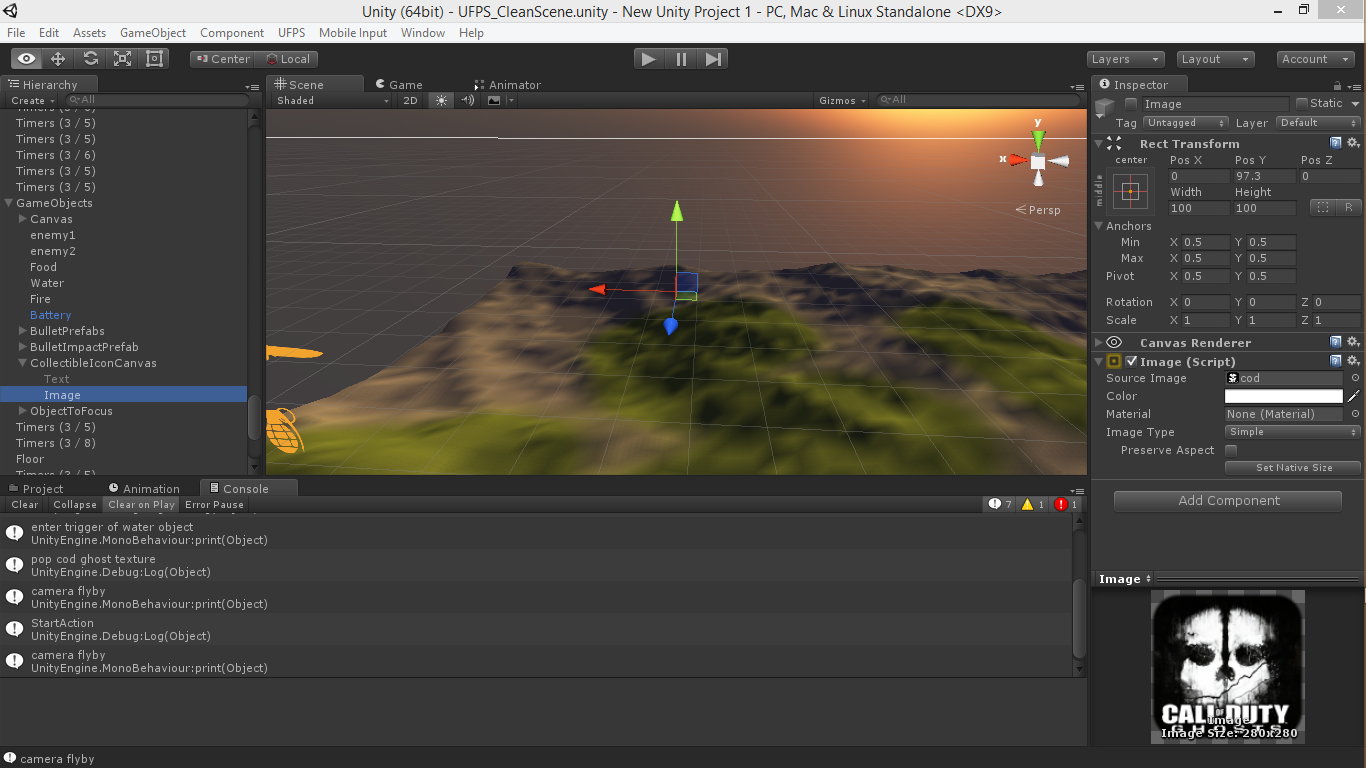 Unity (64bit) - UFPS_CleanScene.unity - New Unity Project 1 - PC, Mac & Linux Standalone <DX9>
File Edit Assets GameObject Component UFPS Mobile Input Window Help
Center Local
Layers Layout Account
Hierarchy
Create All
Timers (3 / 5)
Timers (3 / 5)
Timers (3 / 6)
Timers (3 / 5)
Timers (3 / 5)
GameObjects
Canvas
enemy1
enemy2
Food
Water
Fire
Battery
BulletPrefabs
BulletImpactPrefab
CollectibleIconCanvas
Text
Image
ObjectToFocus
Timers (3 / 5)
Timers (3 / 8)
Floor
Timers (3 / 5)
Scene Game Animator
Shaded 2D Gizmos All
y
x
Persp
Project Animation Console
Clear Collapse Clear on Play Error Pause 7 1 1
enter trigger of water object
UnityEngine.MonoBehaviour:print(Object)
pop cod ghost texture
UnityEngine.Debug:Log(Object)
camera flyby
UnityEngine.MonoBehaviour:print(Object)
StartAction
UnityEngine.Debug:Log(Object)
camera flyby
UnityEngine.MonoBehaviour:print(Object)
camera flyby
Inspector
Image Static
Tag Untagged Layer Default
Rect Transform
center Pos X Pos Y Pos Z
middle 0 97.3 0
Width Height
100 100 R
Anchors
Min X 0.5 Y 0.5
Max X 0.5 Y 0.5
Pivot X 0.5 Y 0.5
Rotation X 0 Y 0 Z 0
Scale X 1 Y 1 Z 1
Canvas Renderer
Image (Script)
Source Image cod
Color
Material None (Material)
Image Type Simple
Preserve Aspect
Set Native Size
Add Component
Image
CALL OF DUTY
GHOSTS
Image
Image Size: 280x280